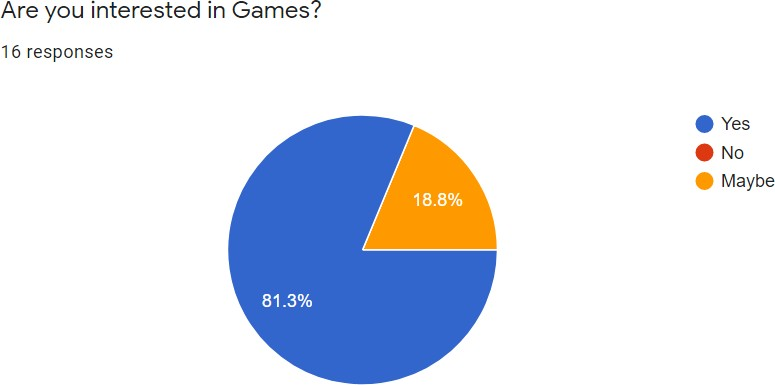 Are you interested in Games?
16 responses
Yes
No
Maybe
18.8%
81.3%